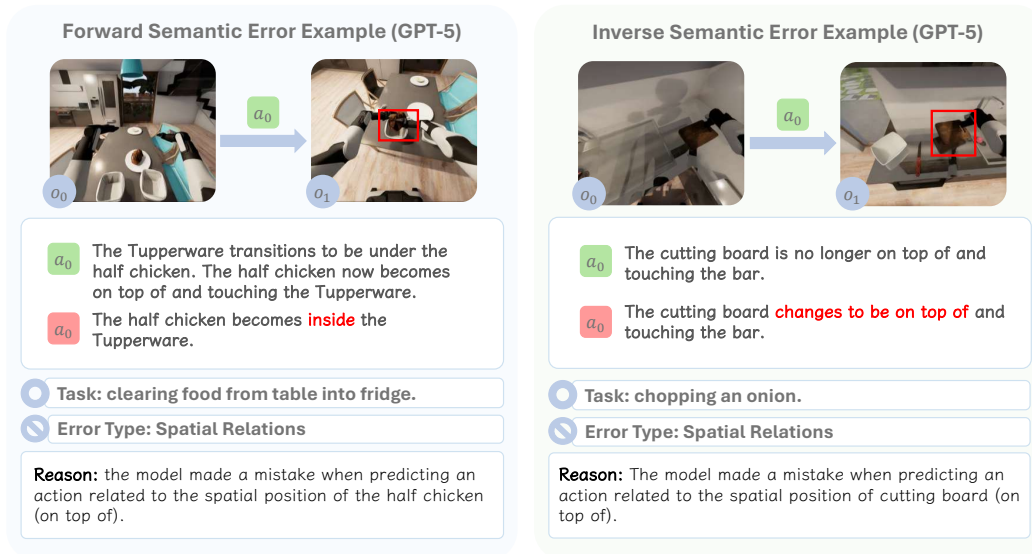 Forward Semantic Error Example (GPT-5)
a₀
o₀
o₁
a₀
The Tupperware transitions to be under the
half chicken. The half chicken now becomes
on top of and touching the Tupperware.
a₀
The half chicken becomes inside the
Tupperware.
Task: clearing food from table into fridge.
Error Type: Spatial Relations
Reason: the model made a mistake when predicting an
action related to the spatial position of the half chicken
(on top of).
Inverse Semantic Error Example (GPT-5)
a₀
o₀
o₁
a₀
The cutting board is no longer on top of and
touching the bar.
a₀
The cutting board changes to be on top of and
touching the bar.
Task: chopping an onion.
Error Type: Spatial Relations
Reason: The model made a mistake when predicting an
action related to the spatial position of cutting board (on
top of).